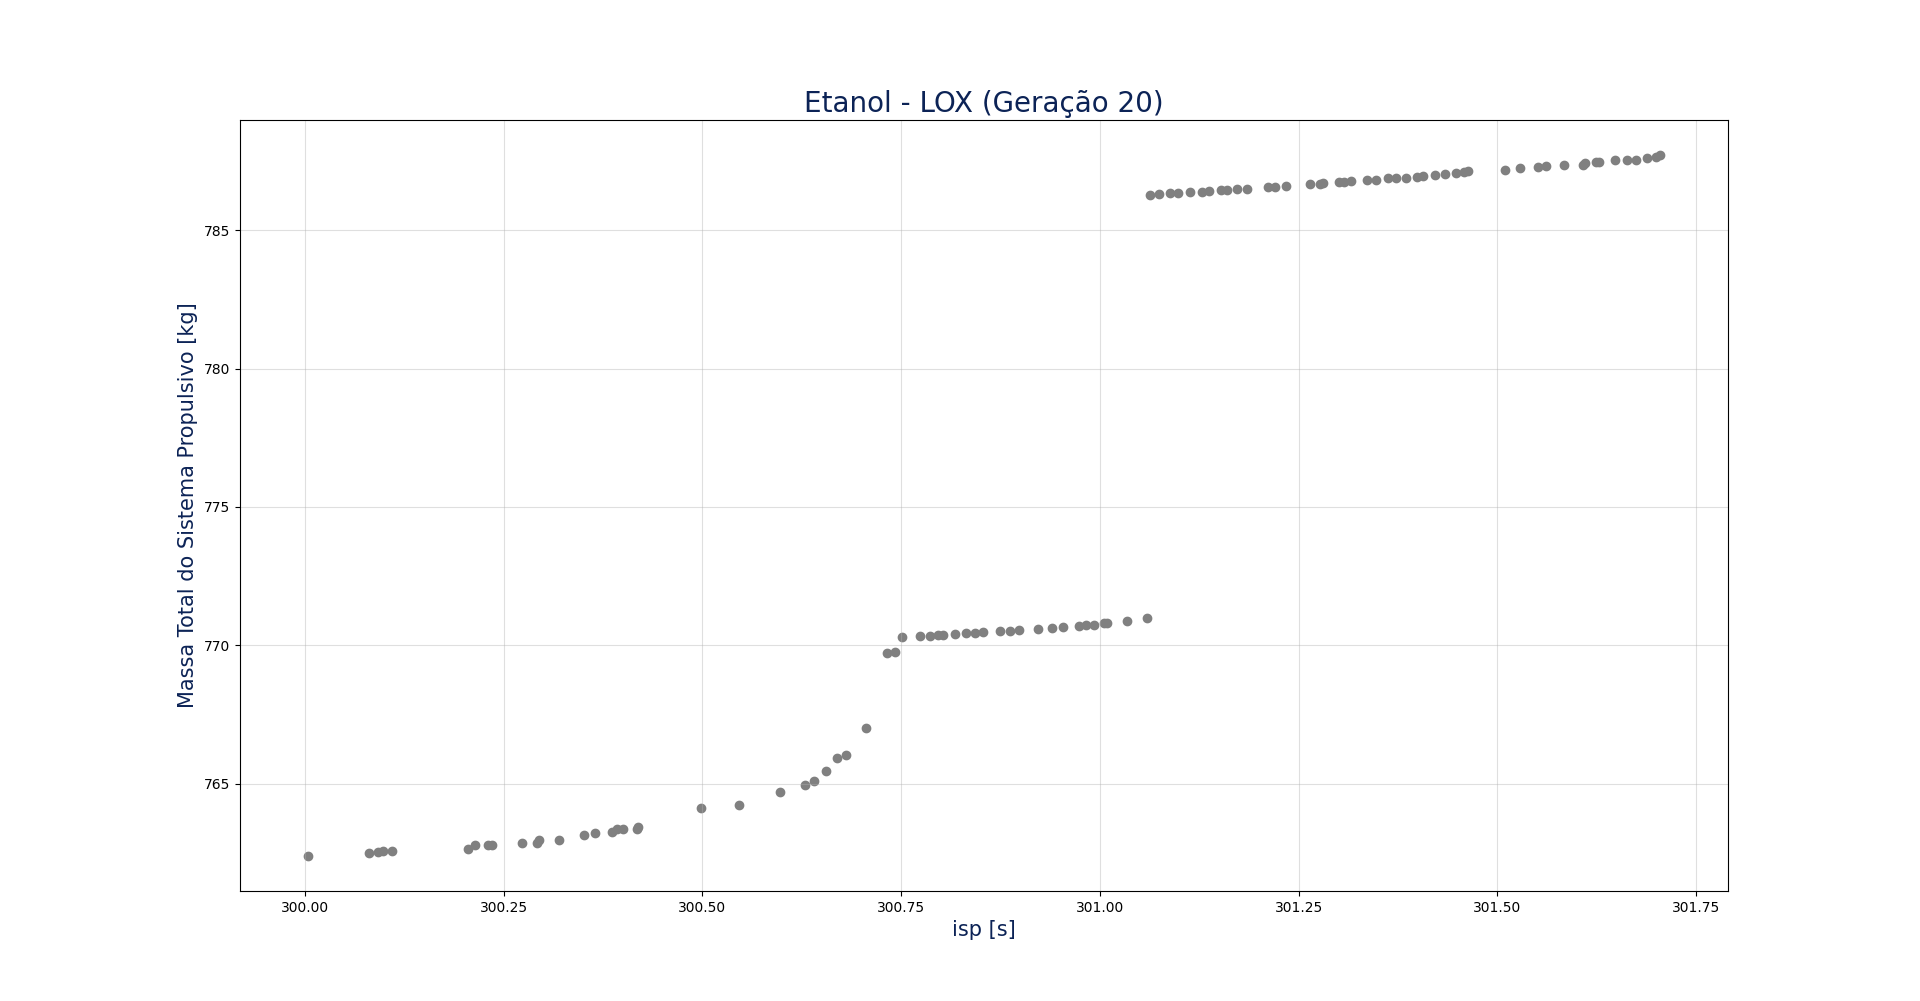 Etanol - LOX (Geração 20)
Massa Total do Sistema Propulsivo [kg]
785
780
775
770
765
300.00 300.25 300.50 300.75 301.00 301.25 301.50 301.75
isp [s]